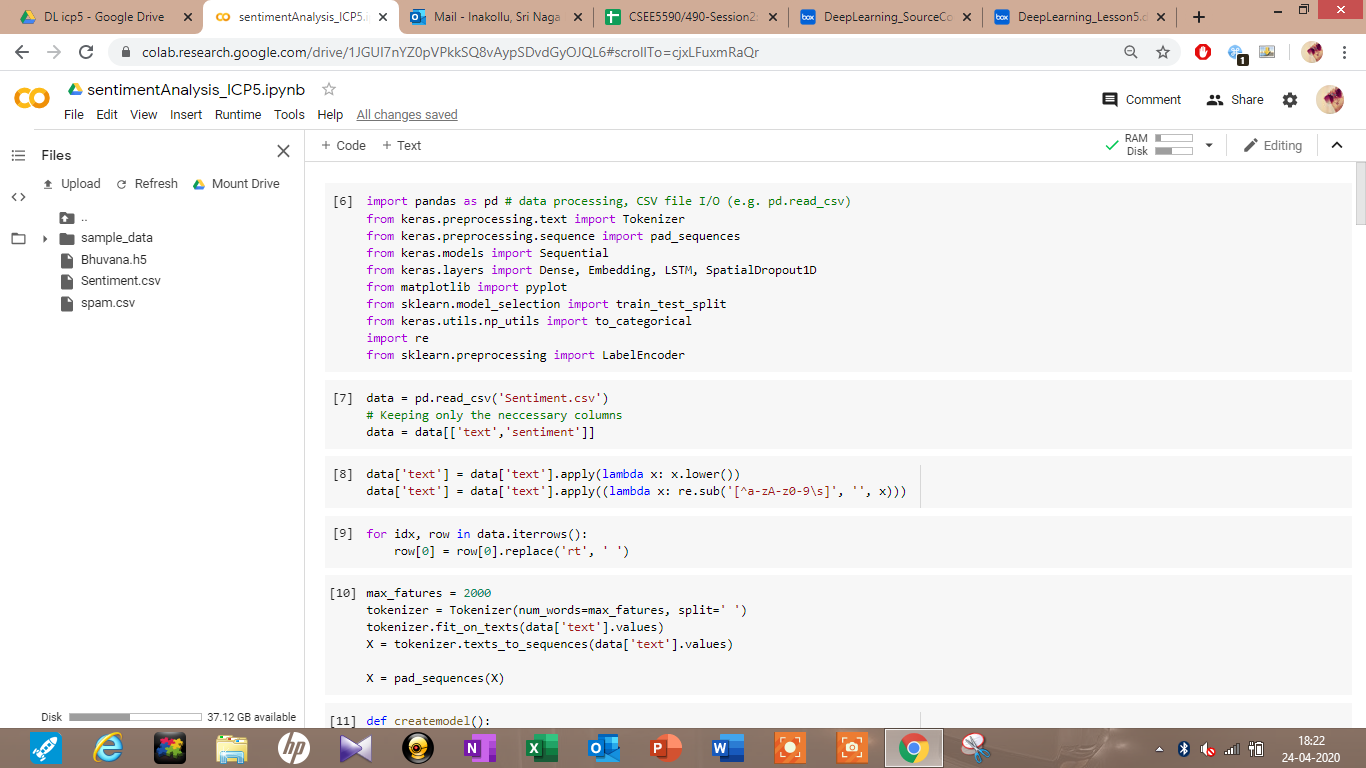 DL icp5 - Google Drive
sentimentAnalysis_ICP5.ipynb
Mail - Inakollu, Sri Naga
CSEE5590/490-Session2
DeepLearning_SourceCo
DeepLearning_Lesson5.
colab.research.google.com/drive/1JGUI7nYZ0pVPkkSQ8vAypSDvdGyOJQL6#scrollTo=cjxLFuxmRaQr
1
CO
sentimentAnalysis_ICP5.ipynb
File Edit View Insert Runtime Tools Help All changes saved
Comment
Share
Files
+ Code + Text
RAM
Disk
Editing
Upload Refresh Mount Drive
..
sample_data
Bhuvana.h5
Sentiment.csv
spam.csv
[6] import pandas as pd # data processing, CSV file I/O (e.g. pd.read_csv)
from keras.preprocessing.text import Tokenizer
from keras.preprocessing.sequence import pad_sequences
from keras.models import Sequential
from keras.layers import Dense, Embedding, LSTM, SpatialDropout1D
from matplotlib import pyplot
from sklearn.model_selection import train_test_split
from keras.utils.np_utils import to_categorical
import re
from sklearn.preprocessing import LabelEncoder
[7] data = pd.read_csv('Sentiment.csv')
# Keeping only the neccessary columns
data = data[['text','sentiment']]
[8] data['text'] = data['text'].apply(lambda x: x.lower())
data['text'] = data['text'].apply((lambda x: re.sub('[^a-zA-z0-9\s]', '', x)))
[9] for idx, row in data.iterrows():
row[0] = row[0].replace('rt', ' ')
[10] max_fatures = 2000
tokenizer = Tokenizer(num_words=max_fatures, split=' ')
tokenizer.fit_on_texts(data['text'].values)
X = tokenizer.texts_to_sequences(data['text'].values)
X = pad_sequences(X)
[11] def createmodel():
Disk 37.12 GB available
18:22
24-04-2020